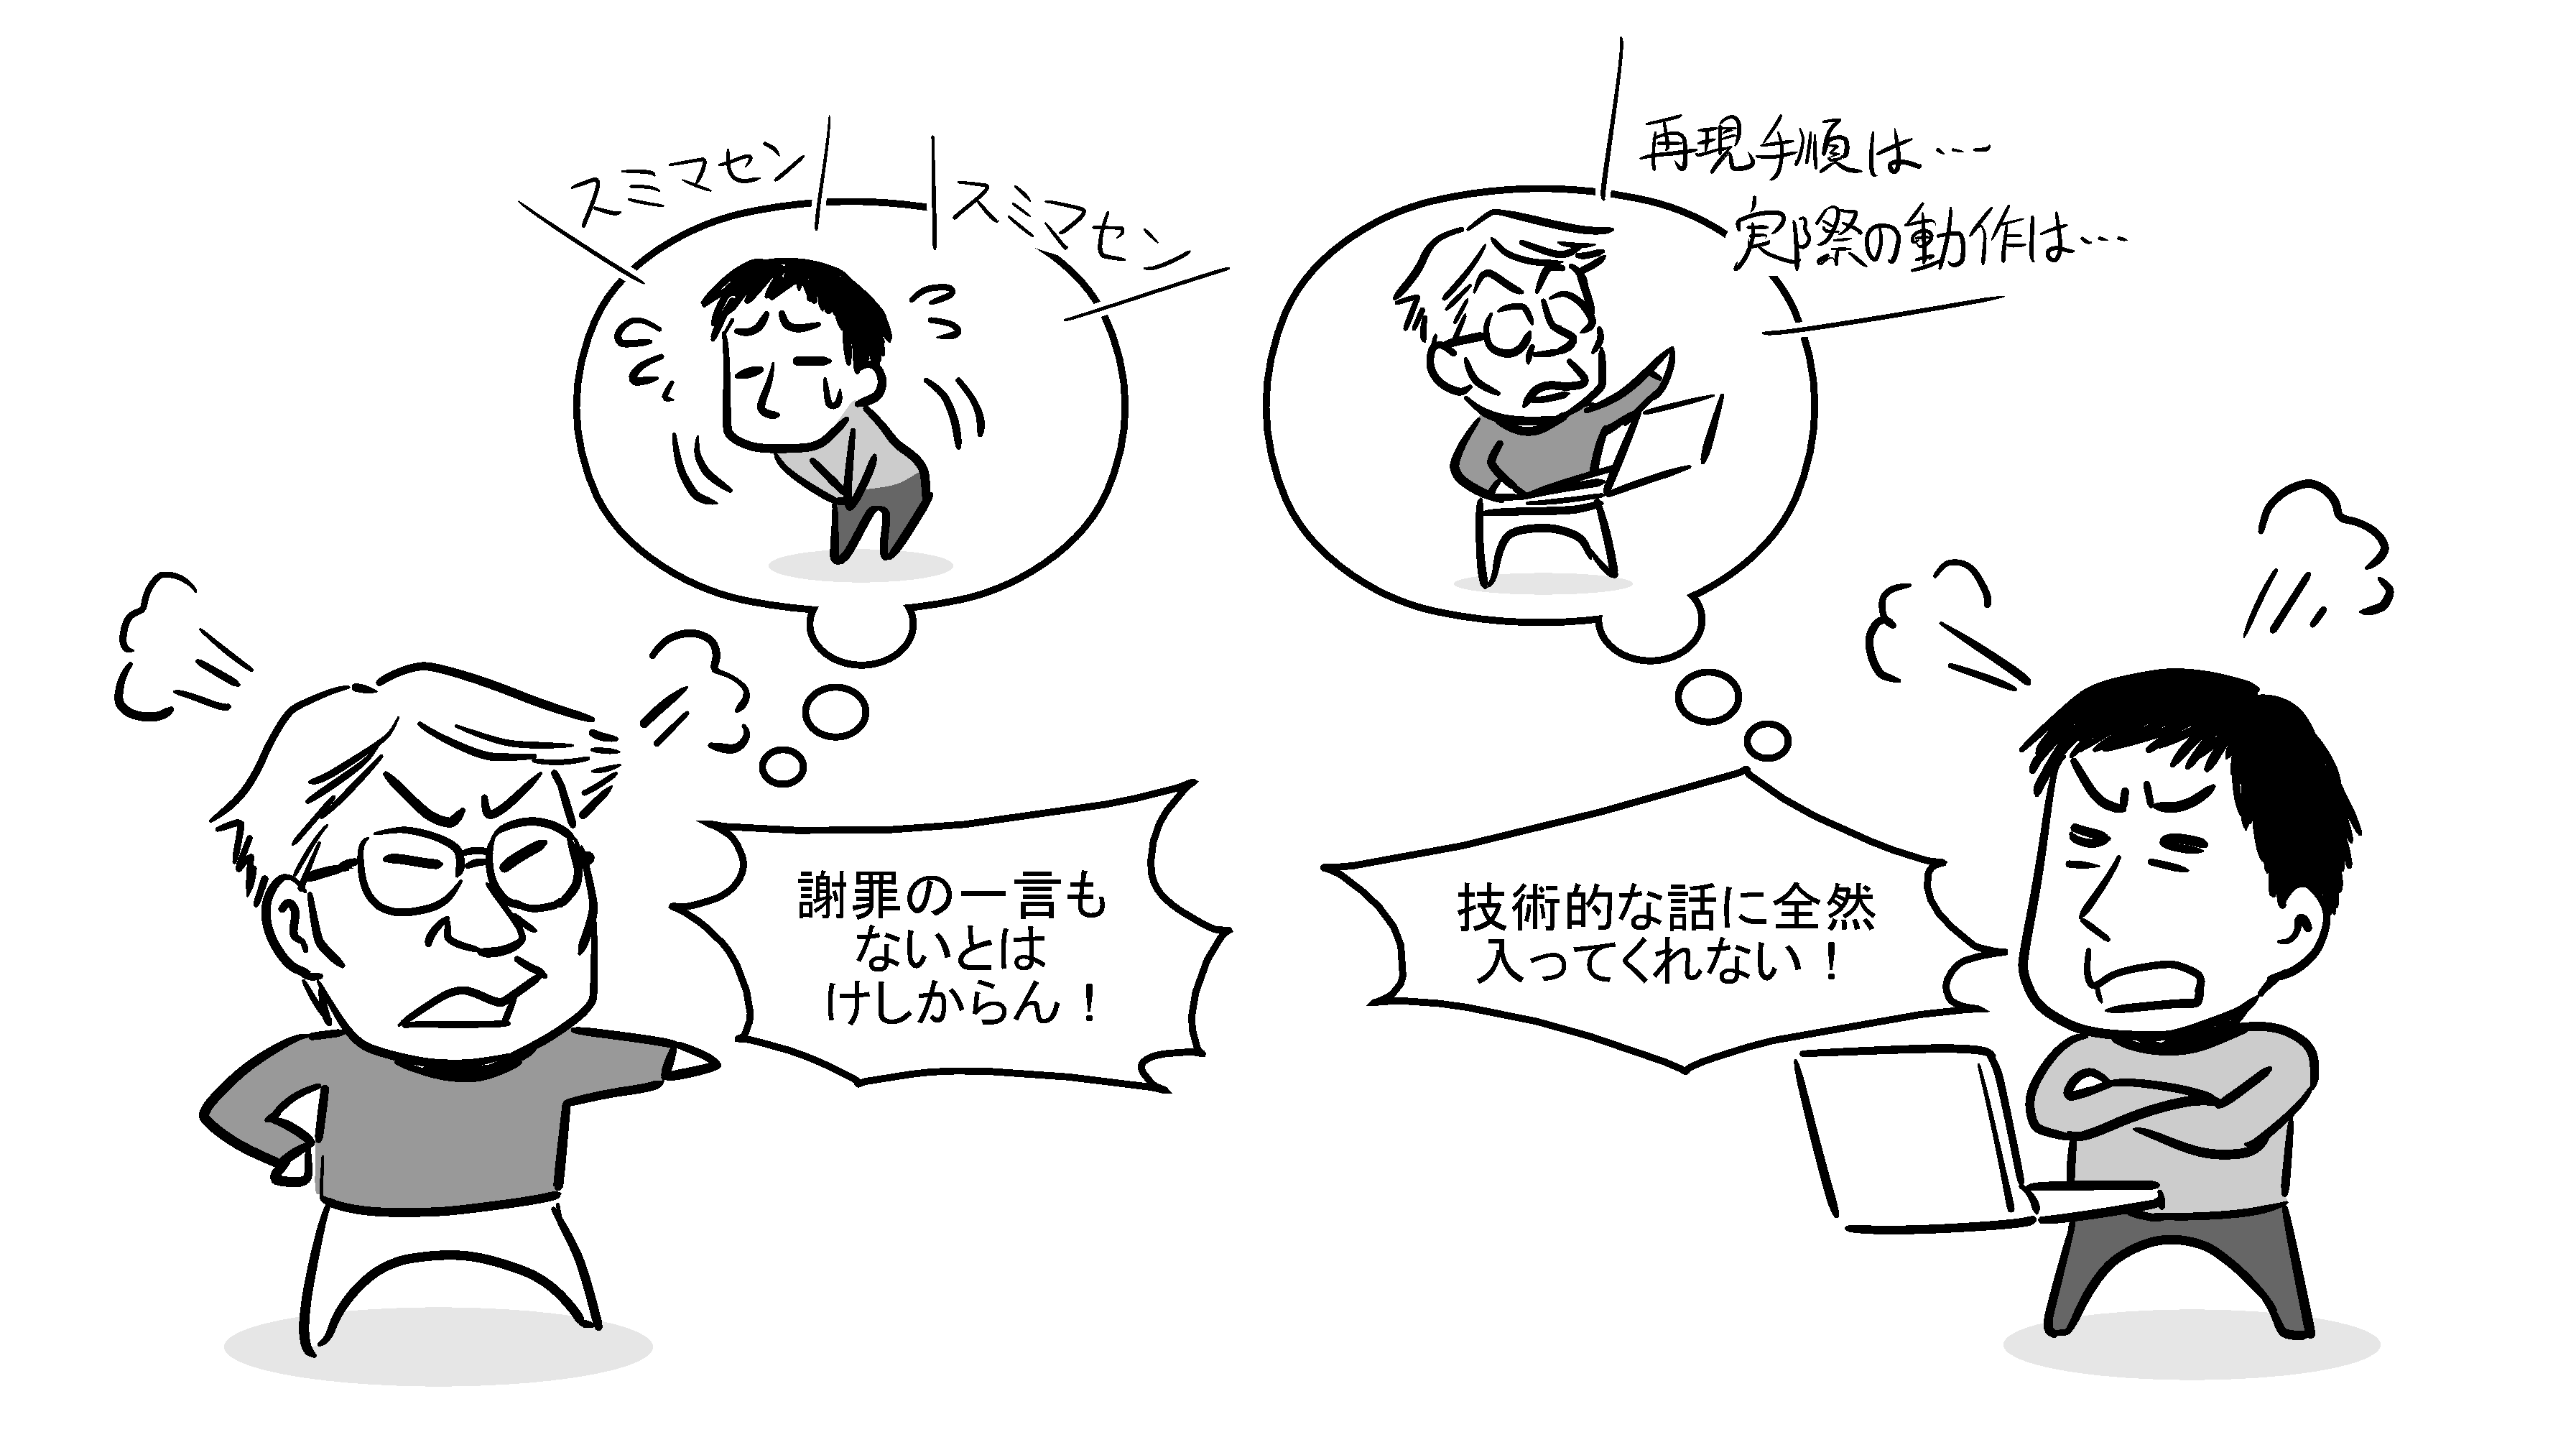 スミマセン
スミマセン
再現手順は…
実際の動作は…
謝罪の一言も
ないとは
けしからん！
技術的な話に全然
入ってくれない！